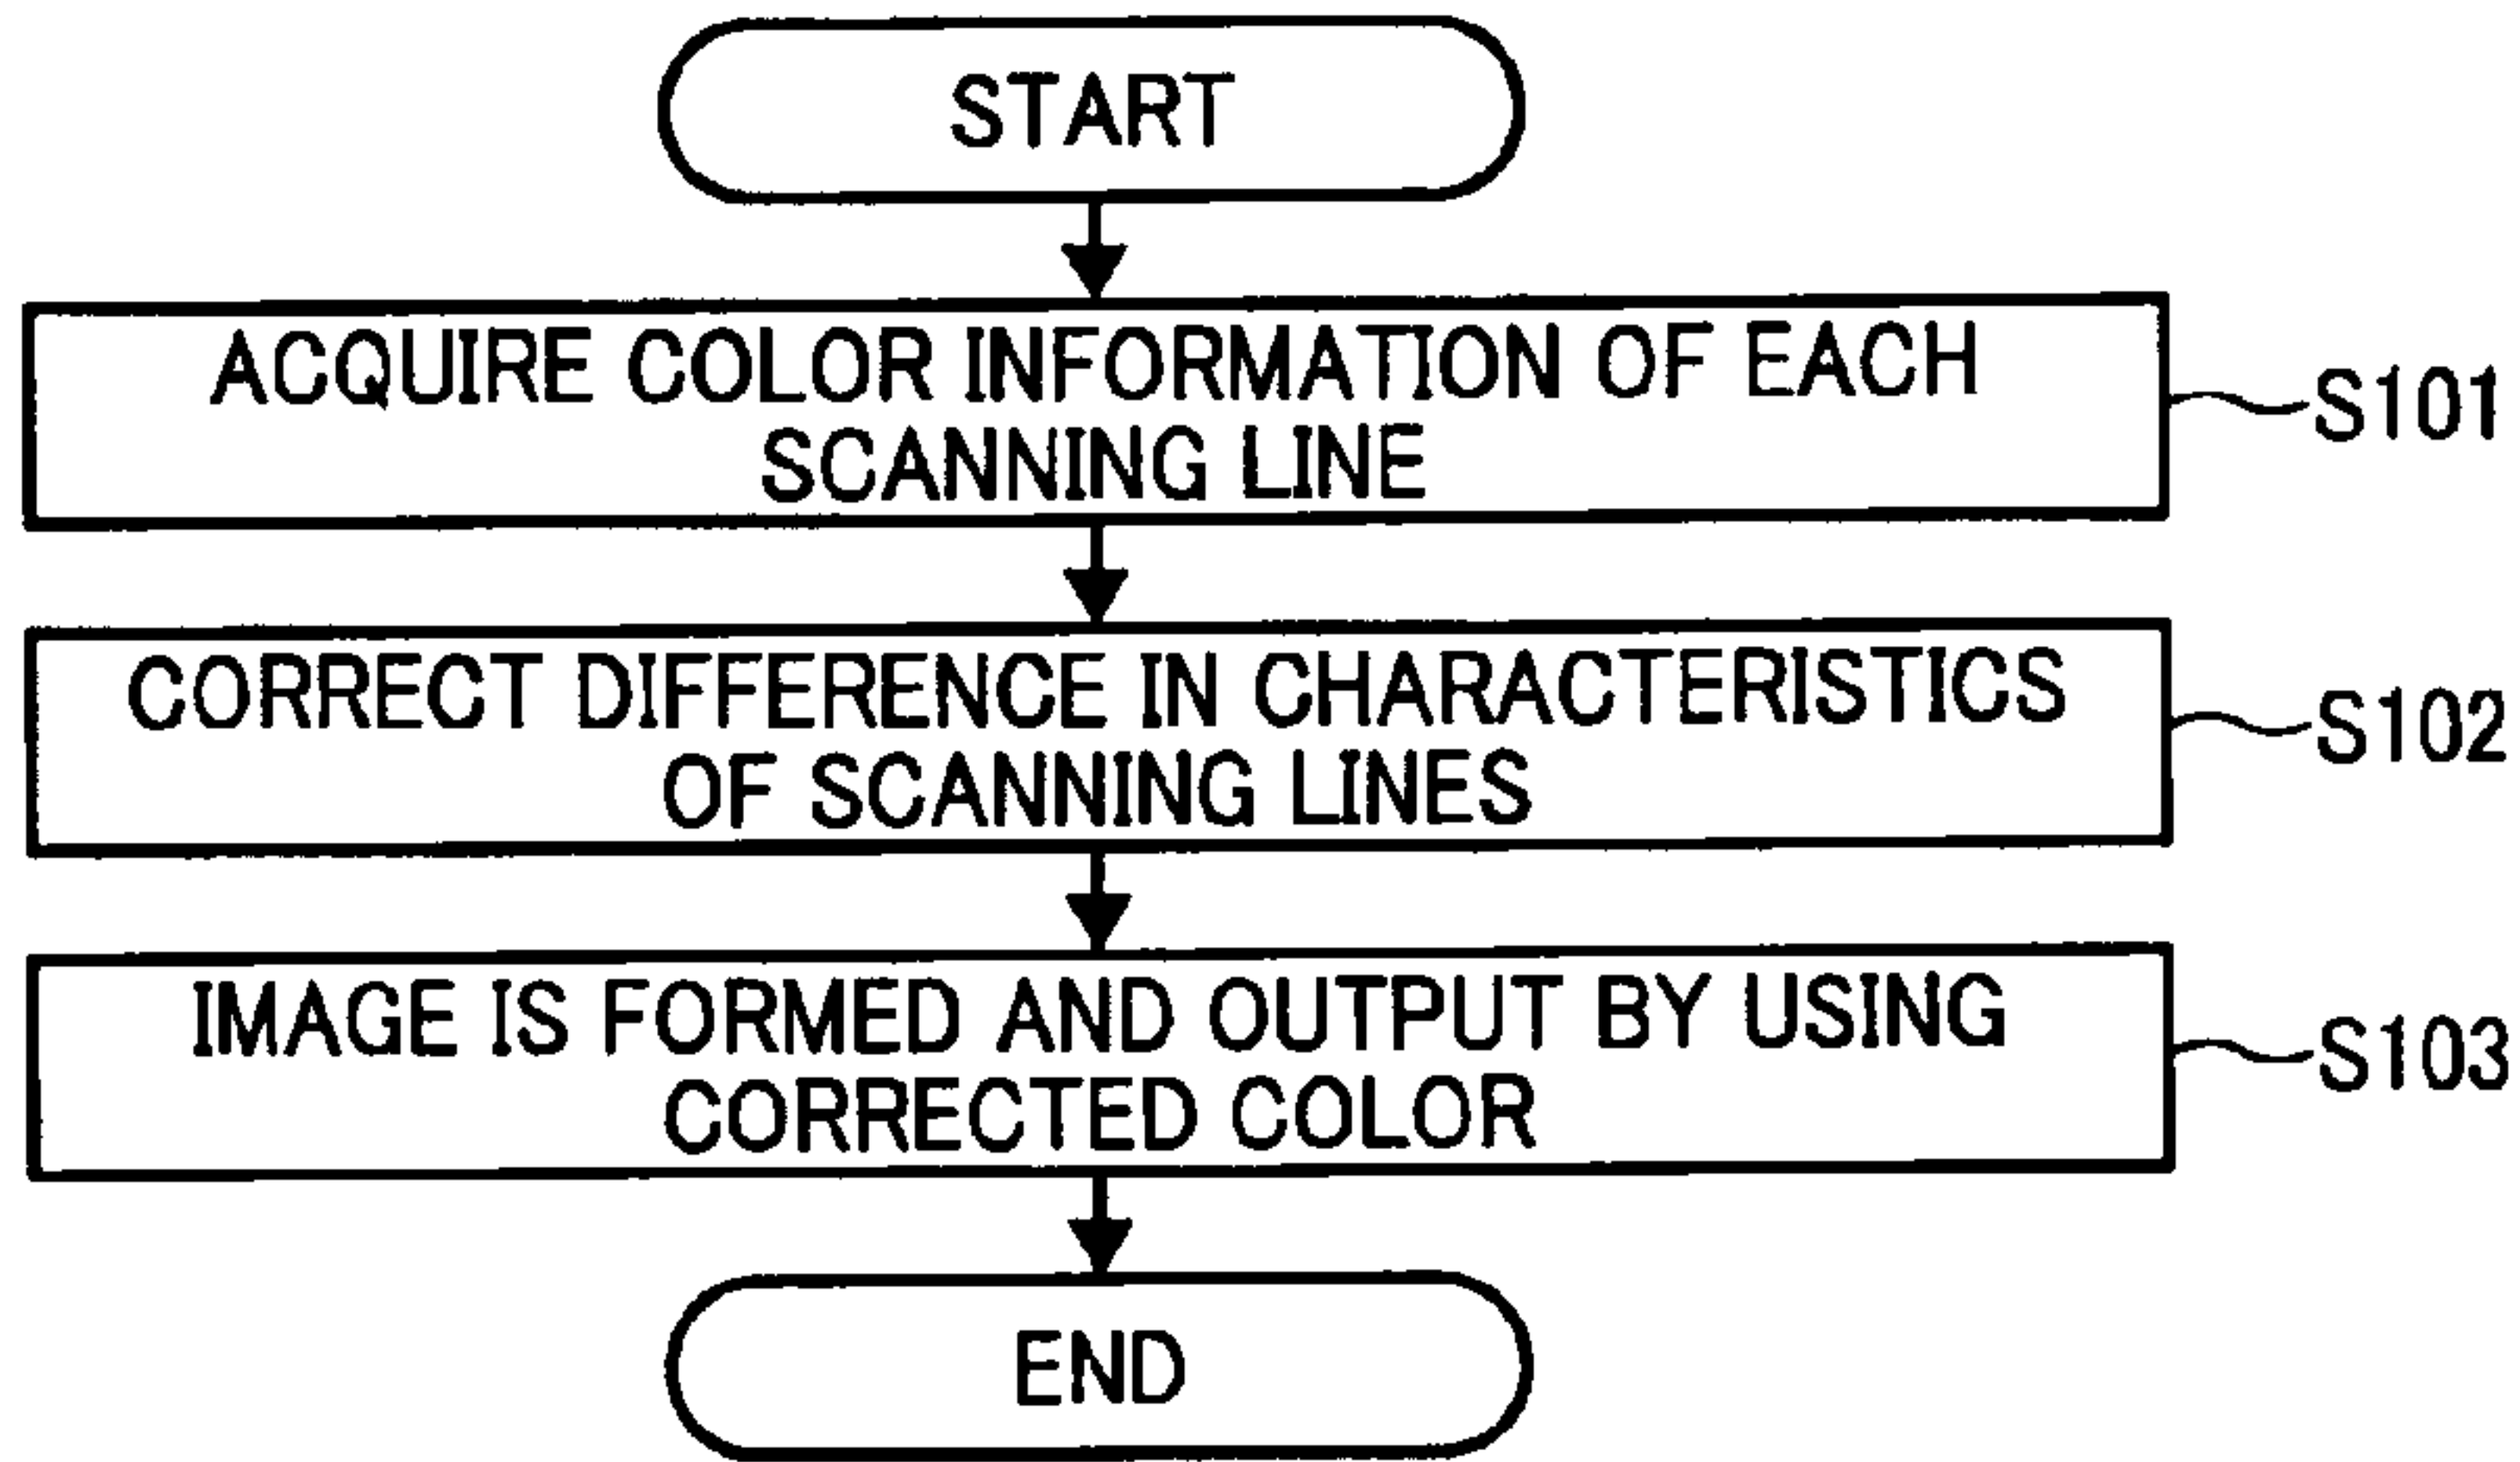 START
ACQUIRE COLOR INFORMATION OF EACH
SCANNING LINE
S101
CORRECT DIFFERENCE IN CHARACTERISTICS
OF SCANNING LINES
S102
IMAGE IS FORMED AND OUTPUT BY USING
CORRECTED COLOR
S103
END